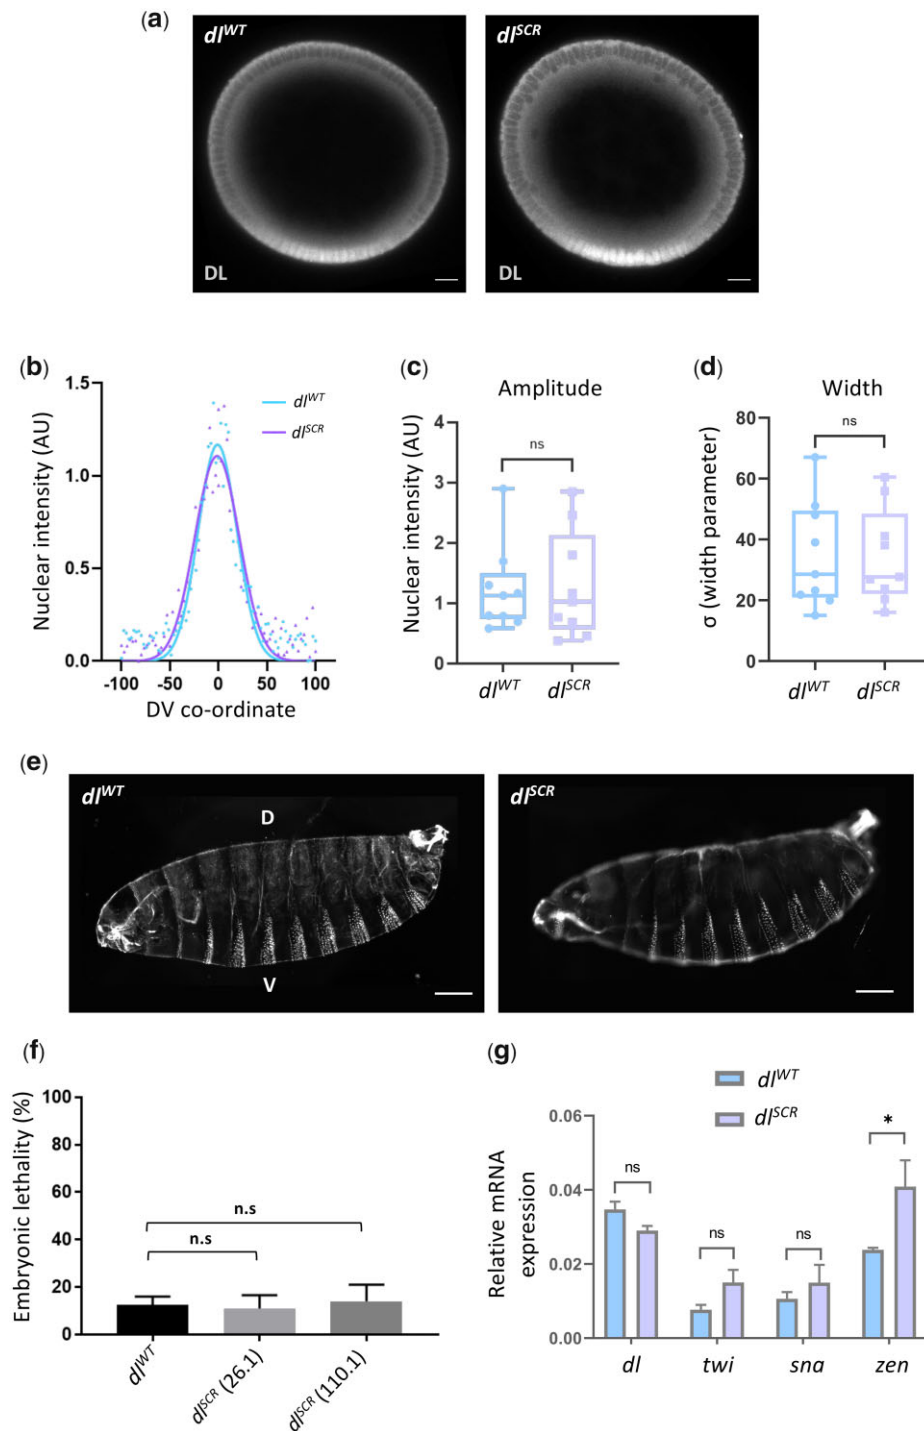 (a)
dl^WT
dl^SCR
DL
DL
(b)
1.5
1.0
0.5
0.0
Nuclear intensity (AU)
dl^WT
dl^SCR
-100 -50 0 50 100
DV co-ordinate
(c)
Amplitude
Nuclear intensity (AU)
4
3
2
1
0
ns
dl^WT dl^SCR
(d)
Width
σ (width parameter)
80
60
40
20
0
ns
dl^WT dl^SCR
(e)
dl^WT
D
V
dl^SCR
(f)
Embryonic lethality (%)
100
80
60
40
20
0
n.s
n.s
dl^WT
dl^SCR (26.1)
dl^SCR (110.1)
(g)
dl^WT
dl^SCR
Relative mRNA
expression
0.06
0.04
0.02
0.00
ns
ns
ns
*
dl twi sna zen